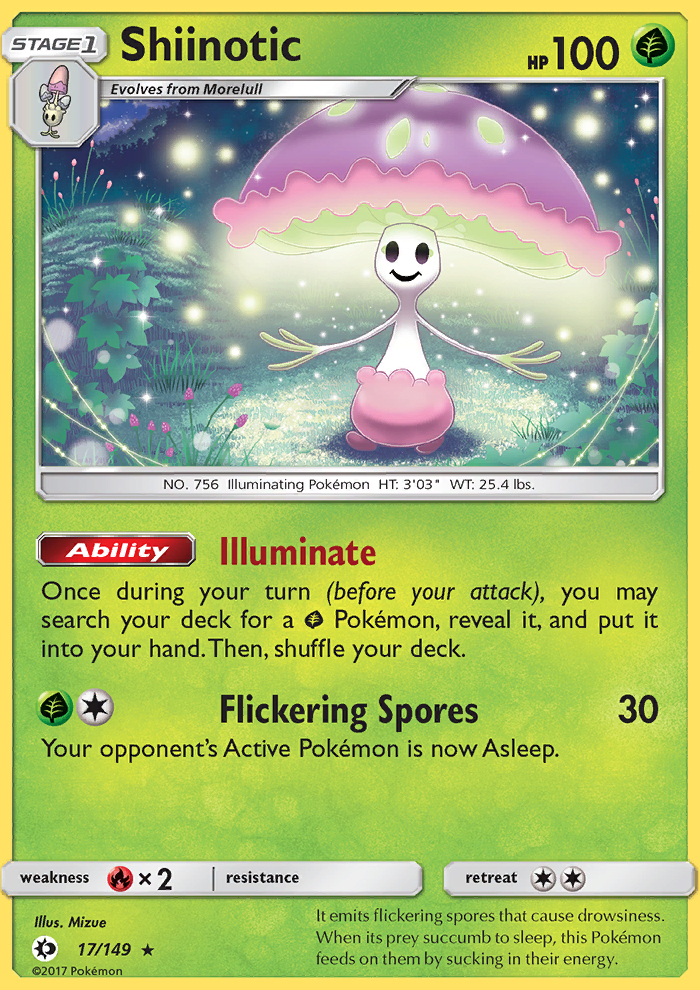 STAGE 1 Shiinotic HP 100
Evolves from Morelull
NO. 756 Illuminating Pokémon HT: 3'03" WT: 25.4 lbs.
Ability Illuminate
Once during your turn (before your attack), you may
search your deck for a Pokémon, reveal it, and put it
into your hand. Then, shuffle your deck.
Flickering Spores 30
Your opponent's Active Pokémon is now Asleep.
weakness × 2 resistance retreat
Illus. Mizue
17/149 ★
©2017 Pokémon
It emits flickering spores that cause drowsiness.
When its prey succumb to sleep, this Pokémon
feeds on them by sucking in their energy.